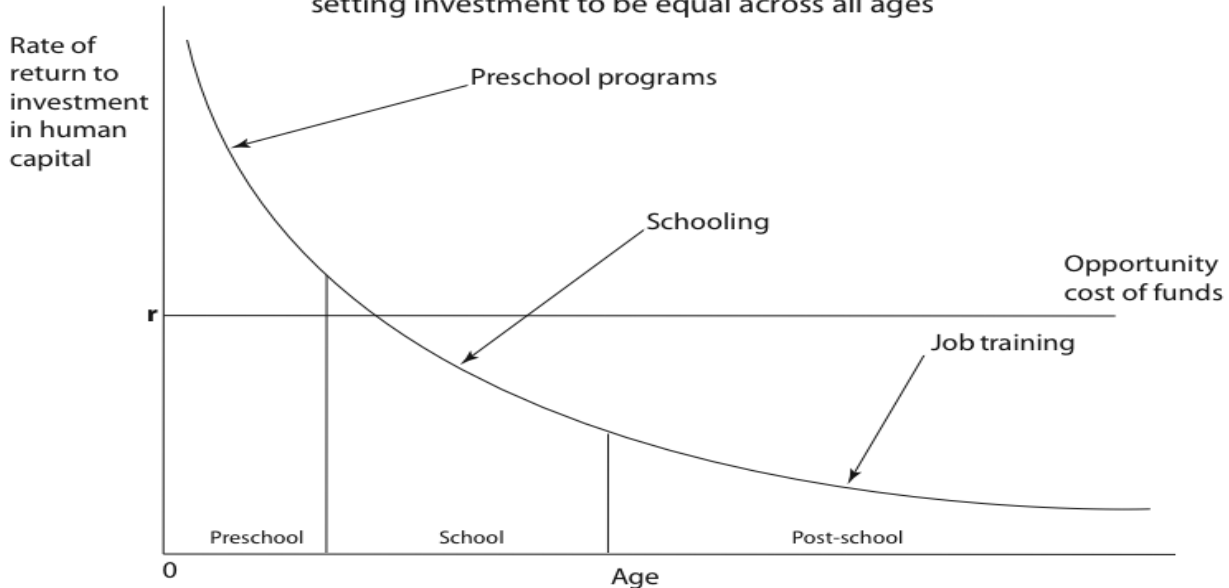 setting investment to be equal across all ages
Rate of
return to
investment
in human
capital
Preschool programs
Schooling
Opportunity
cost of funds
r
Job training
Preschool
School
Post-school
0
Age